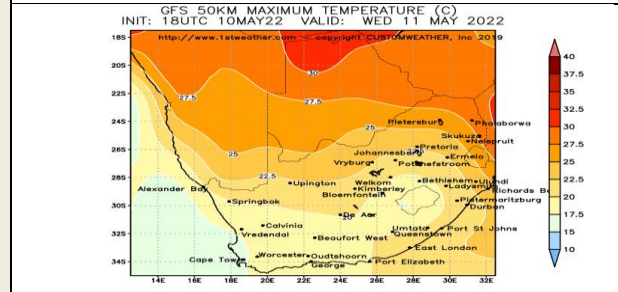 GFS 50KM MAXIMUM TEMPERATURE (C)
INIT: 18UTC 10MAY22 VALID: WED 11 MAY 2022
http://www.1stweather.com - copyright CUSTOMWEATHER, Inc 2019
18S
20S
22S
24S
26S
28S
30S
32S
34S
14E 16E 18E 20E 22E 24E 26E 28E 30E 32E
30
27.5
27.5
25
25
22.5
20
Pietersburg
Phalaborwa
Skukuza
Nelspruit
Pretoria
Johannesburg
Ermelo
Potchefstroom
Vryburg
Bethlehem
Ulundi
Welkom
Ladysmith
Kimberley
Richards B
Bloemfontein
Upington
Alexander Bay
Springbok
Pietermaritzburg
Durban
De Aar
Calvinia
Vredendal
Beaufort West
Umtata
Port St Johns
Queenstown
East London
Worcester
Oudtshoorn
Cape Town
George
Port Elizabeth
40
37.5
35
32.5
30
27.5
25
22.5
20
17.5
15
10